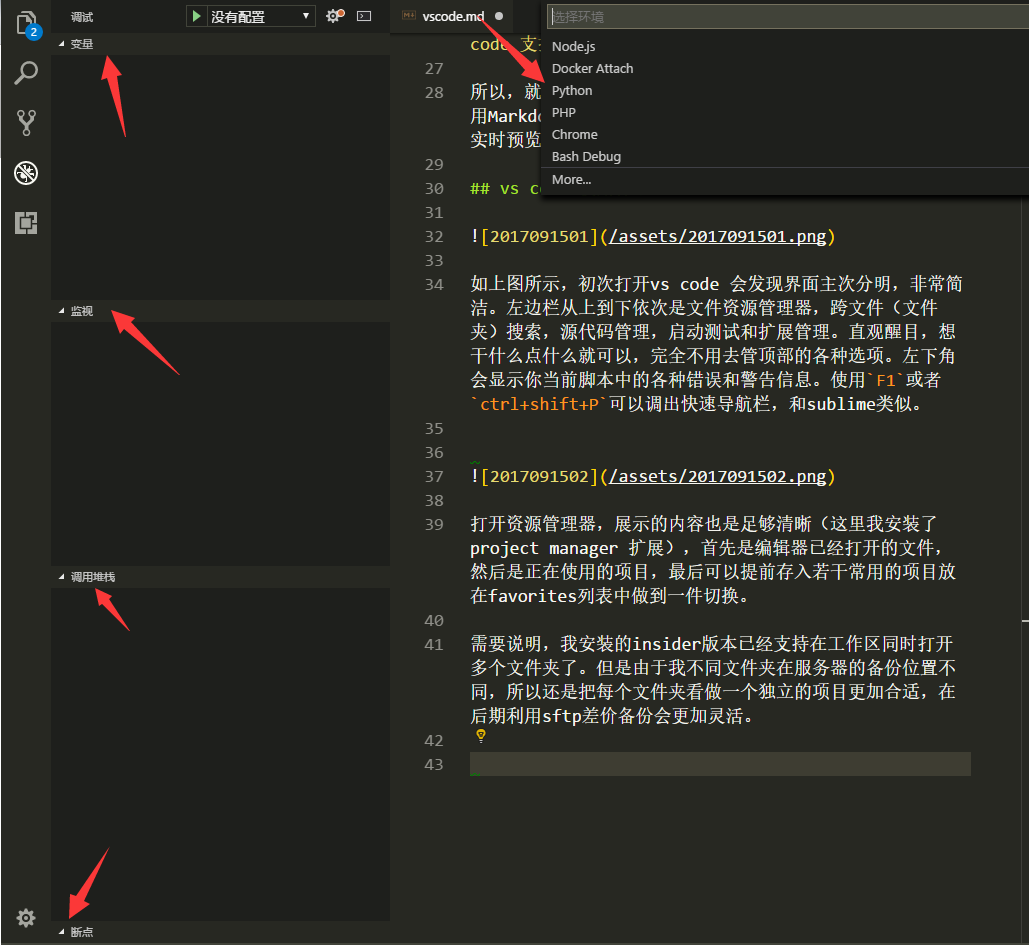 调试
没有配置
2
变量
监视
调用堆栈
断点
vscode.md
选择环境
Node.js
Docker Attach
Python
PHP
Chrome
Bash Debug
More...
code 支
27
28 所以，就
用Markdo
实时预览
29
30 ## vs c
31
32 ![2017091501](/assets/2017091501.png)
33
34 如上图所示，初次打开vs code 会发现界面主次分明，非常简
洁。左边栏从上到下依次是文件资源管理器，跨文件（文件
夹）搜索，源代码管理，启动测试和扩展管理。直观醒目，想
干什么点什么就可以，完全不用去管顶部的各种选项。左下角
会显示你当前脚本中的各种错误和警告信息。使用`F1`或者
`ctrl+shift+P`可以调出快速导航栏，和sublime类似。
35
36
37 ![2017091502](/assets/2017091502.png)
38
39 打开资源管理器，展示的内容也是足够清晰（这里我安装了
project manager 扩展），首先是编辑器已经打开的文件，
然后是正在使用的项目，最后可以提前存入若干常用的项目放
在favorites列表中做到一件切换。
40
41 需要说明，我安装的insider版本已经支持在工作区同时打开
多个文件夹了。但是由于我不同文件夹在服务器的备份位置不
同，所以还是把每个文件夹看做一个独立的项目更加合适，在
后期利用sftp差价备份会更加灵活。
42
43